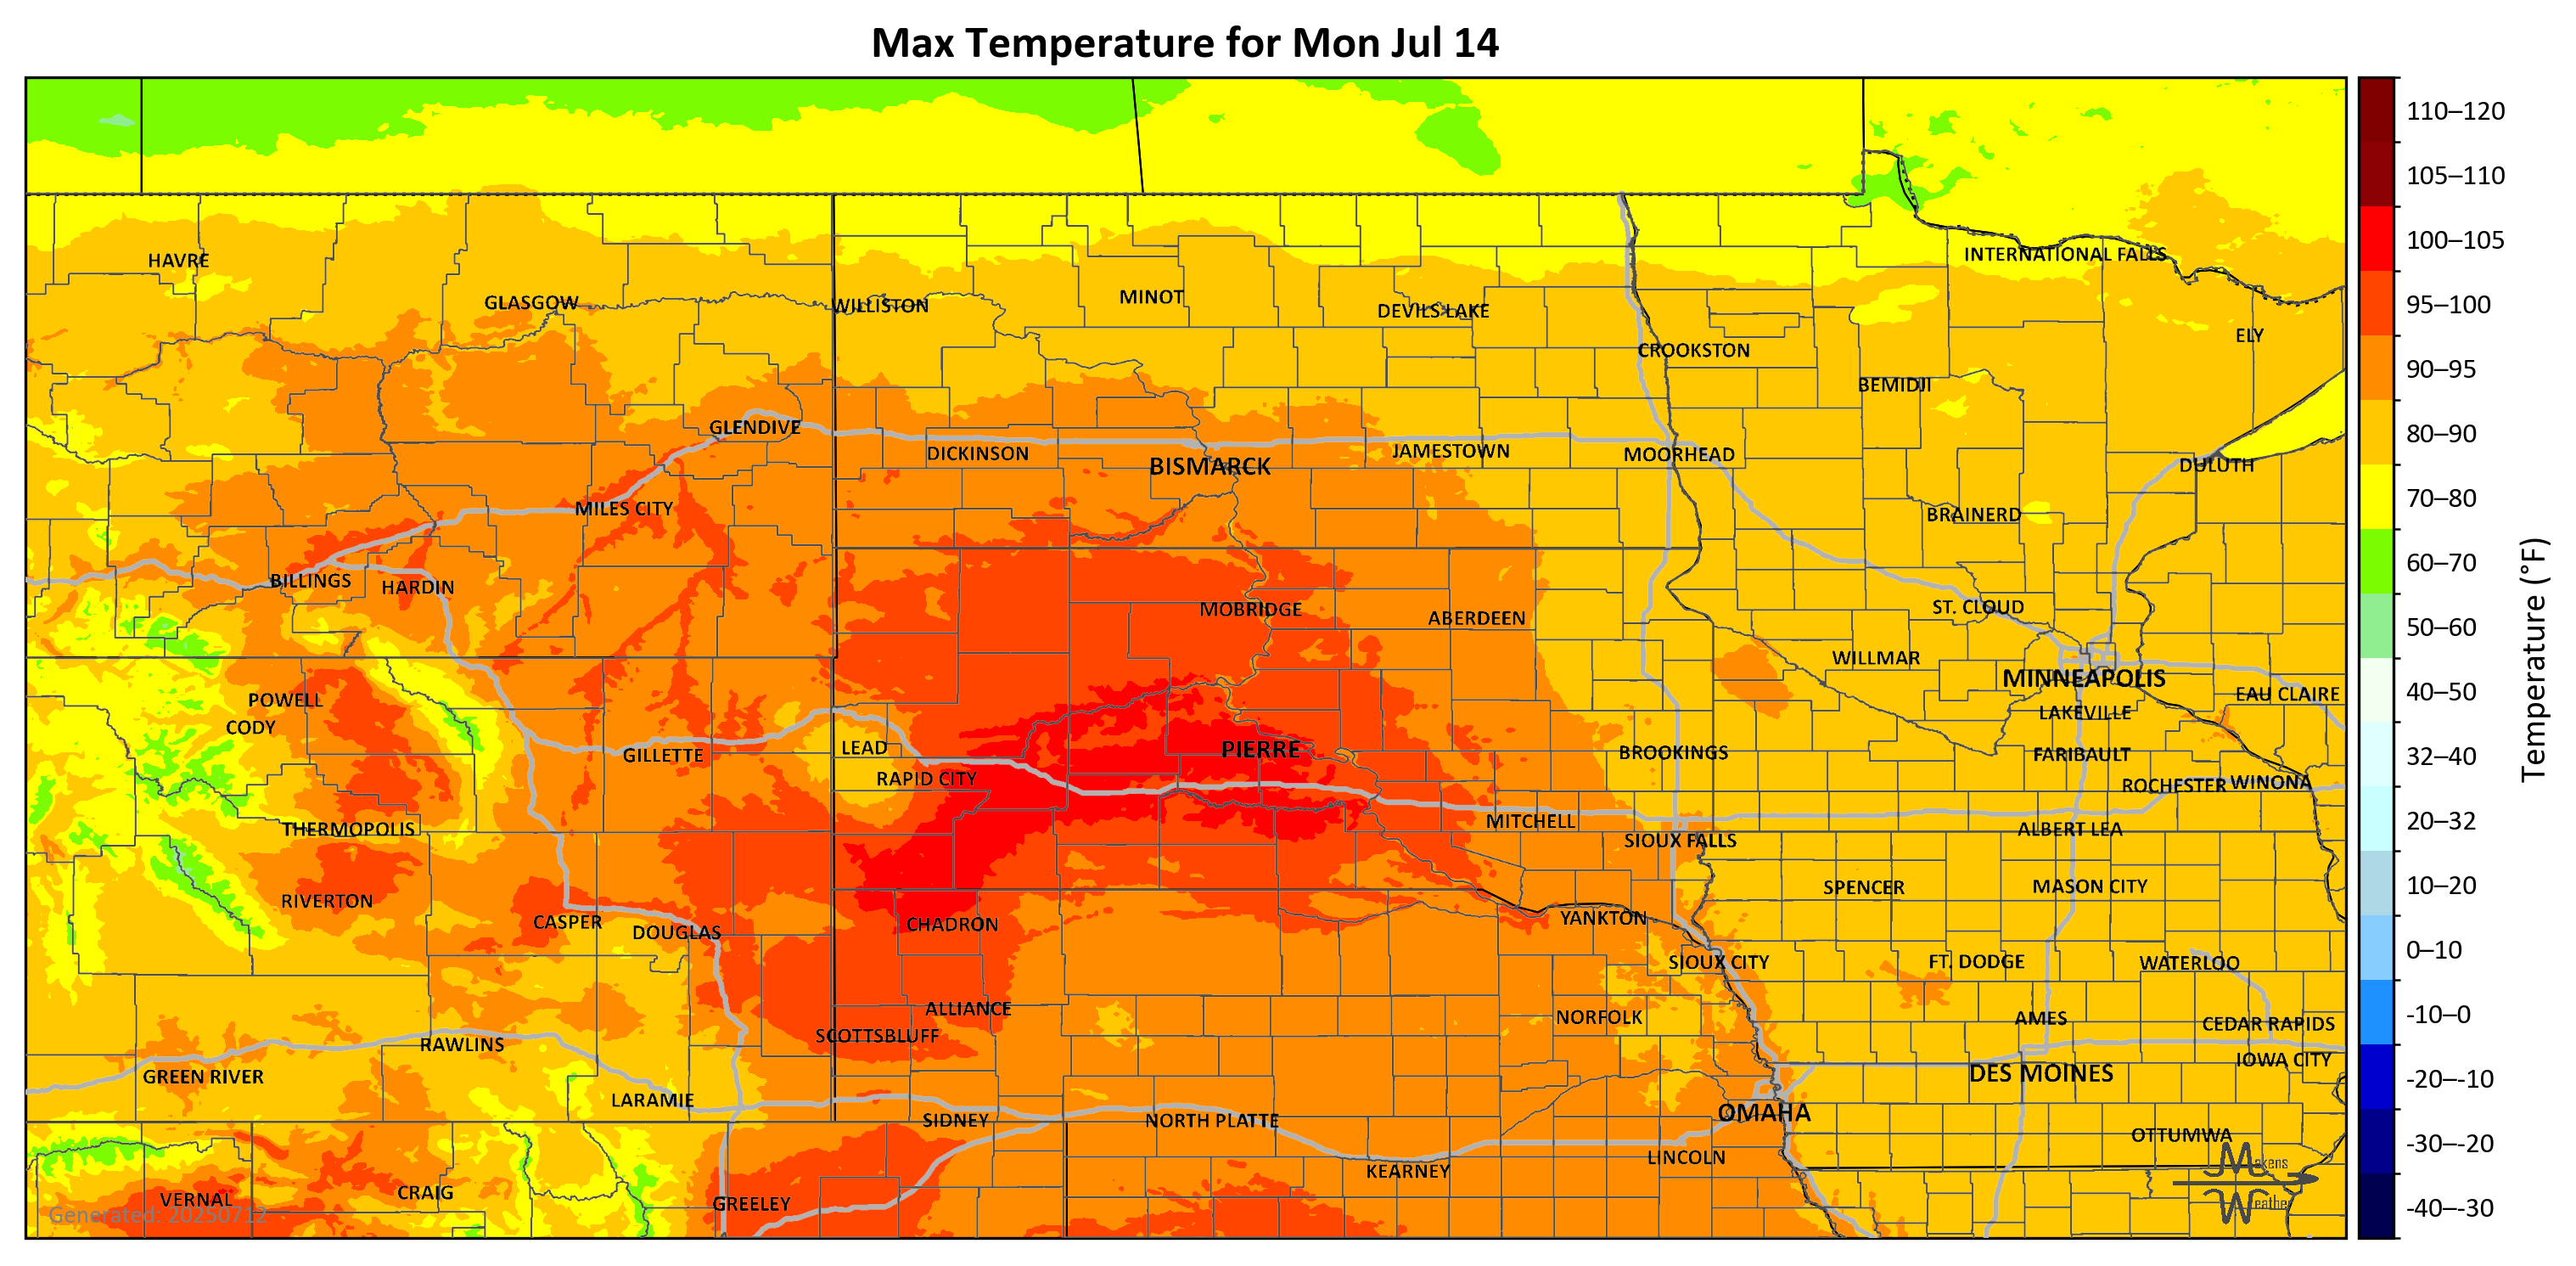 Max Temperature for Mon Jul 14
110–120
105–110
HAVRE
INTERNATIONAL FALLS
100–105
GLASGOW
WILLISTON
MINOT
DEVILS LAKE
95–100
CROOKSTON
ELY
90–95
BEMIDJI
GLENDIVE
80–90
DICKINSON
BISMARCK
JAMESTOWN
MOORHEAD
DULUTH
MILES CITY
BRAINERD
70–80
BILLINGS
HARDIN
60–70
MOBRIDGE
ABERDEEN
ST. CLOUD
50–60
WILLMAR
MINNEAPOLIS
POWELL
EAU CLAIRE
40–50
CODY
LAKEVILLE
Temperature (°F)
GILLETTE
LEAD
PIERRE
BROOKINGS
FARIBAULT
32–40
RAPID CITY
ROCHESTER
WINONA
THERMOPOLIS
MITCHELL
SIOUX FALLS
ALBERT LEA
20–32
RIVERTON
SPENCER
MASON CITY
10–20
CASPER
DOUGLAS
CHADRON
YANKTON
SIOUX CITY
FT. DODGE
WATERLOO
0–10
ALLIANCE
SCOTTSBLUFF
NORFOLK
AMES
CEDAR RAPIDS
-10–0
RAWLINS
GREEN RIVER
IOWA CITY
DES MOINES
-20–-10
LARAMIE
SIDNEY
NORTH PLATTE
OMAHA
OTTUMWA
-30–-20
KEARNEY
LINCOLN
Makens
VERNAL
CRAIG
GREELEY
Weather
-40–-30
Generated: 20250712